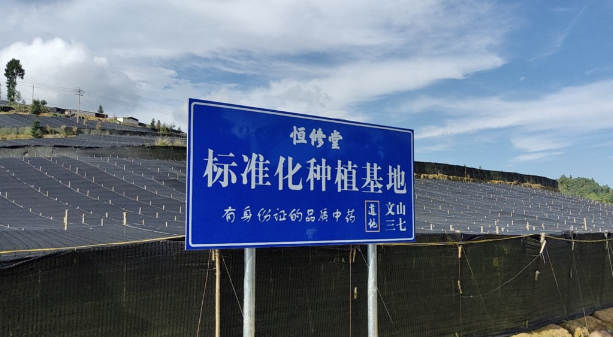 恒修堂
标准化种植基地
有身份证的品质中药
道地
文山
三七